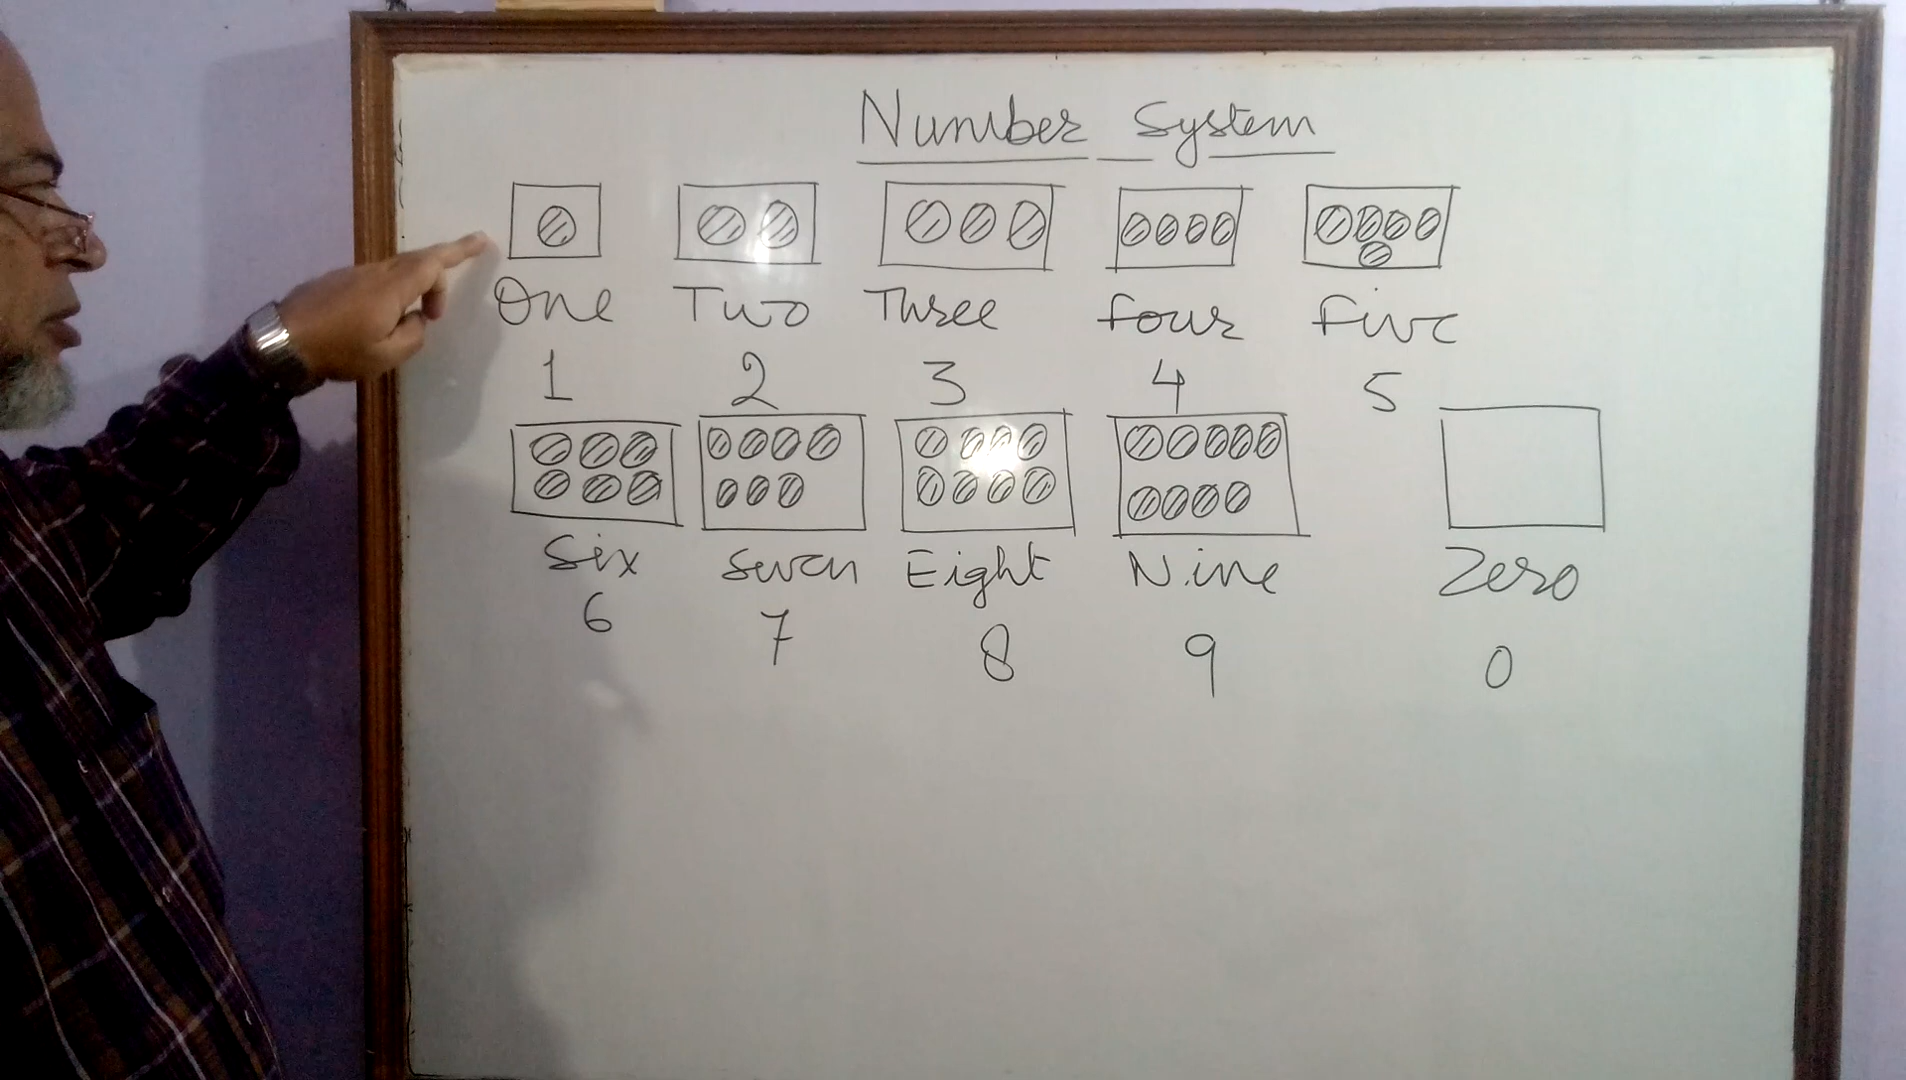 Number System
One Two Three four five
1 2 3 4 5
Six Seven Eight Nine Zero
6 7 8 9 0